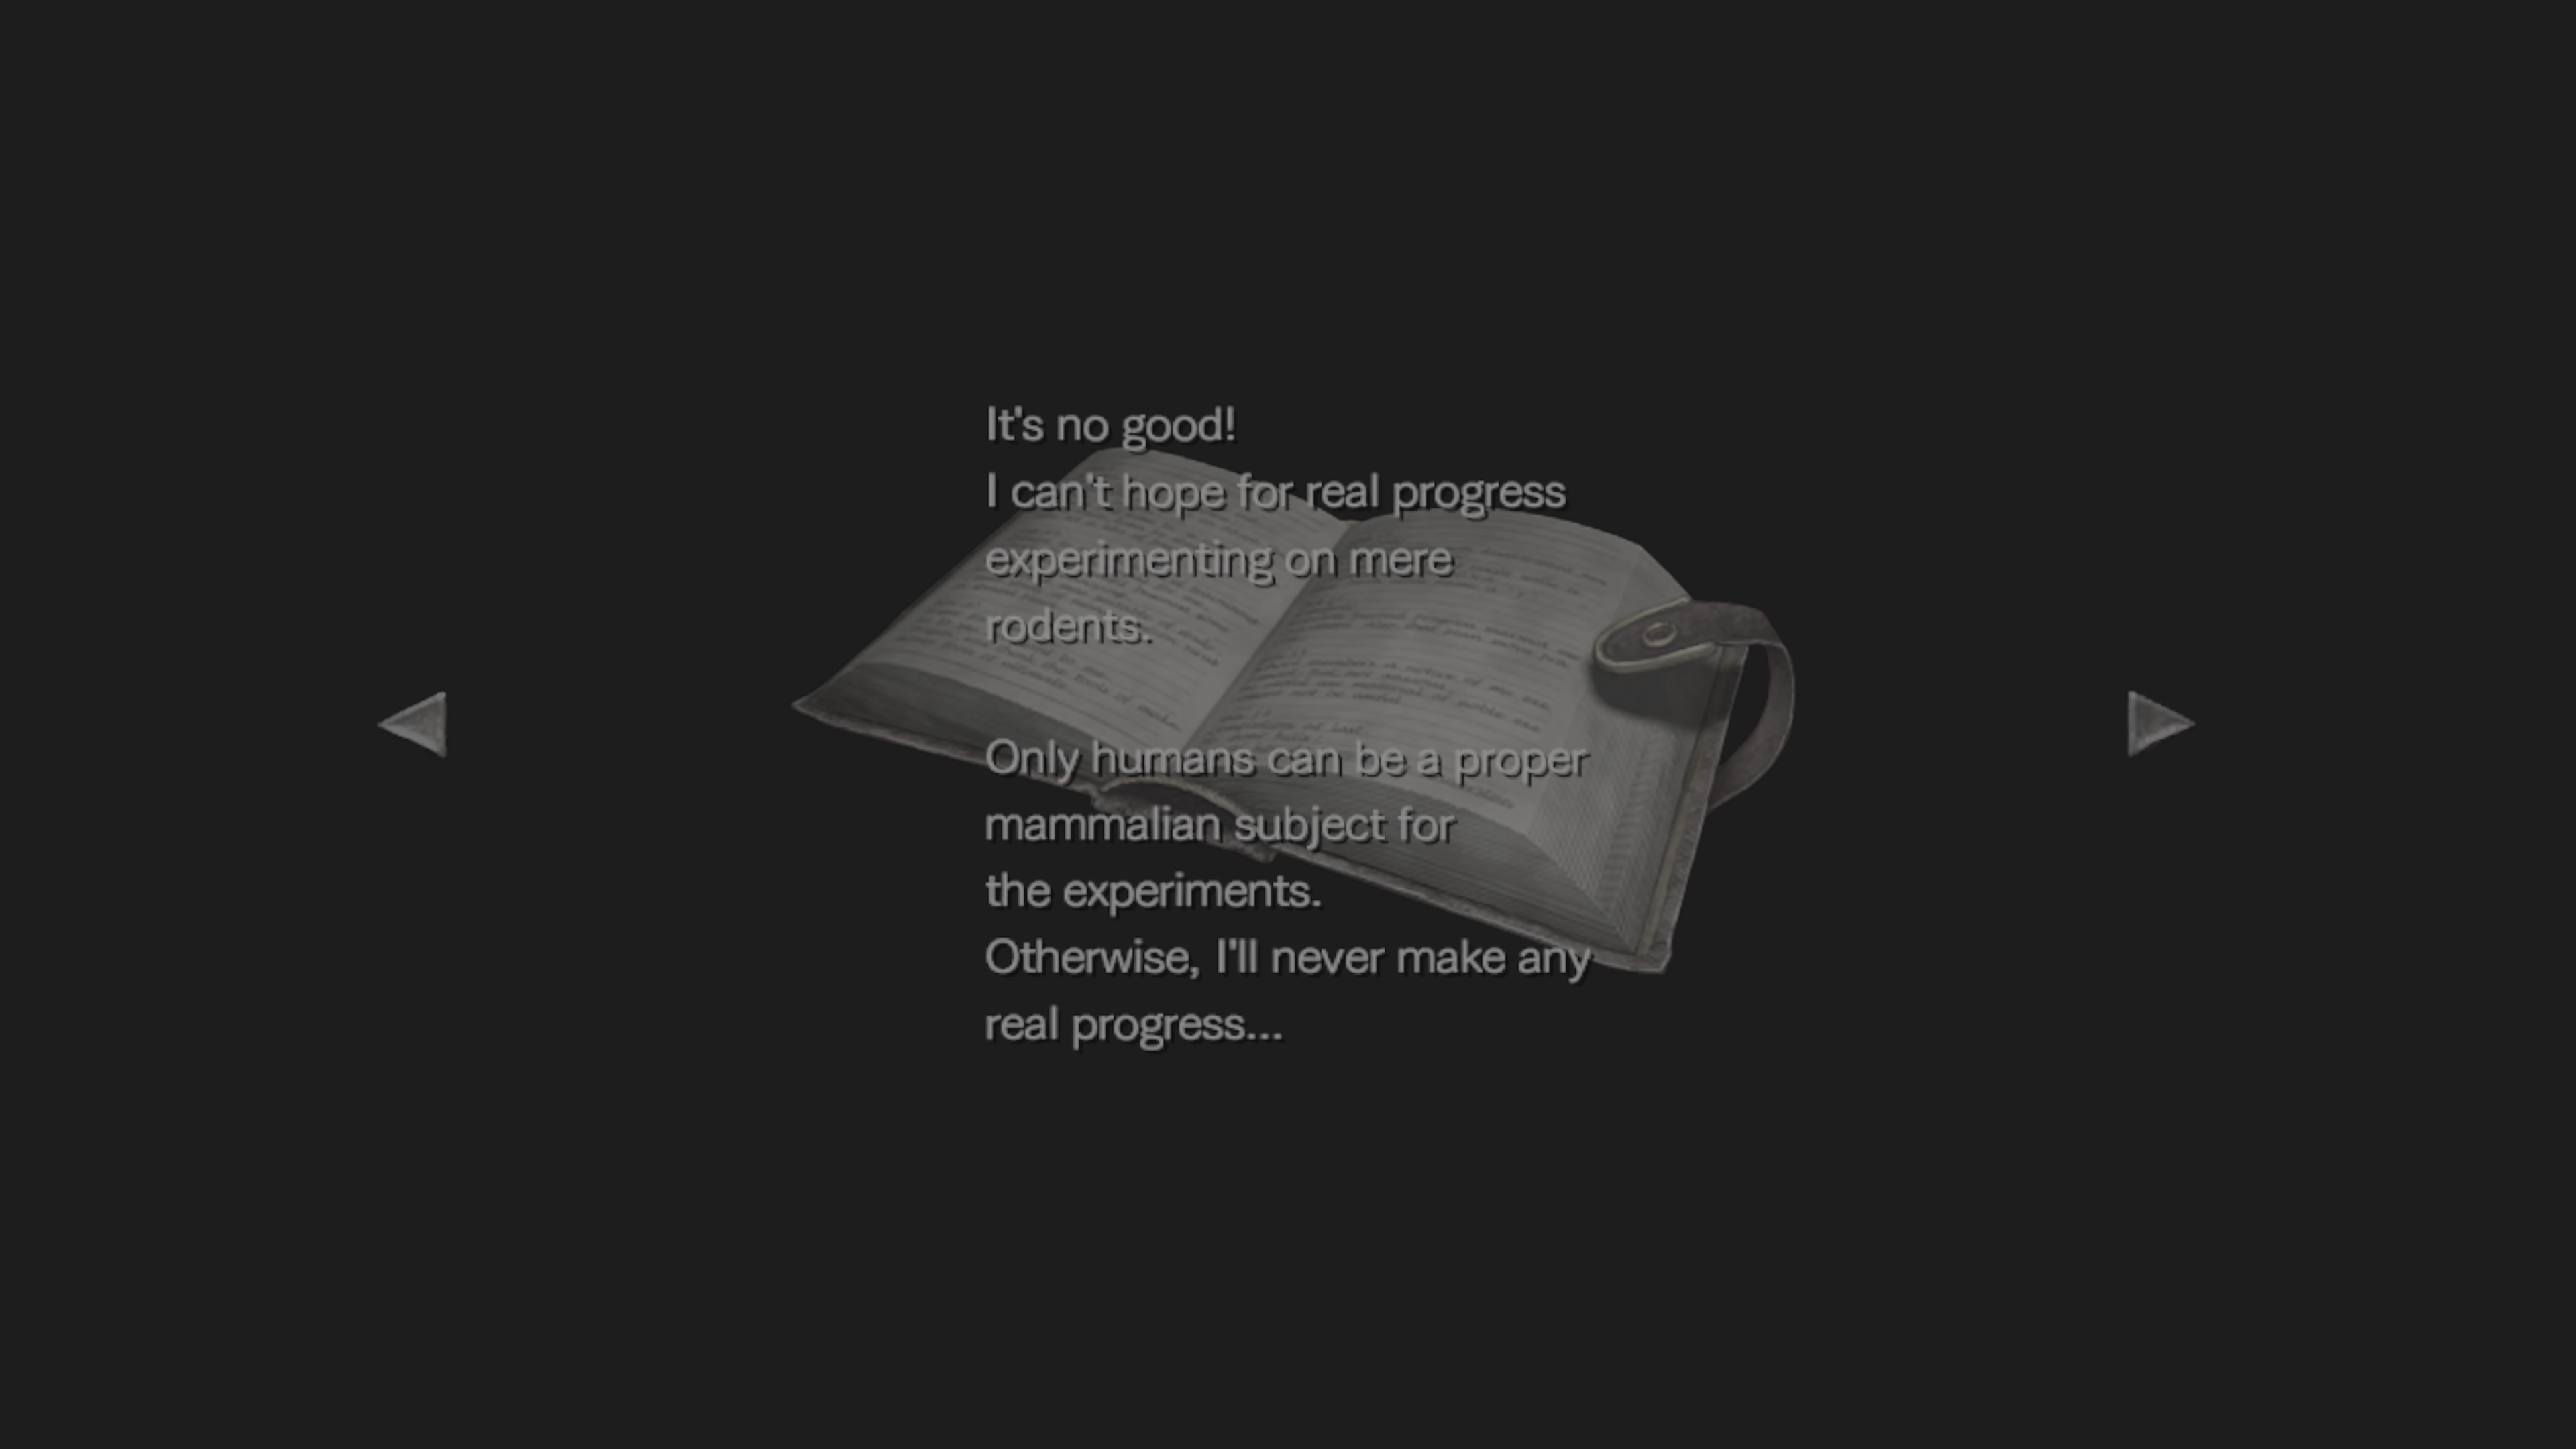 It's no good!
I can't hope for real progress
experimenting on mere
rodents.
Only humans can be a proper
mammalian subject for
the experiments.
Otherwise, I'll never make any
real progress...